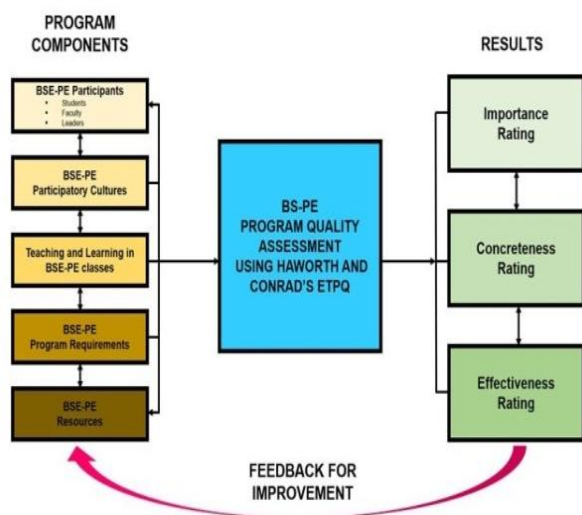 PROGRAM
COMPONENTS
BSE-PE Participants
• Students
• Faculty
• Leaders
BSE-PE
Participatory Cultures
Teaching and Learning in
BSE-PE classes
BSE-PE
Program Requirements
BSE-PE
Resources
BS-PE
PROGRAM QUALITY
ASSESSMENT
USING HAWORTH AND
CONRAD'S ETPQ
RESULTS
Importance
Rating
Concreteness
Rating
Effectiveness
Rating
FEEDBACK FOR
IMPROVEMENT